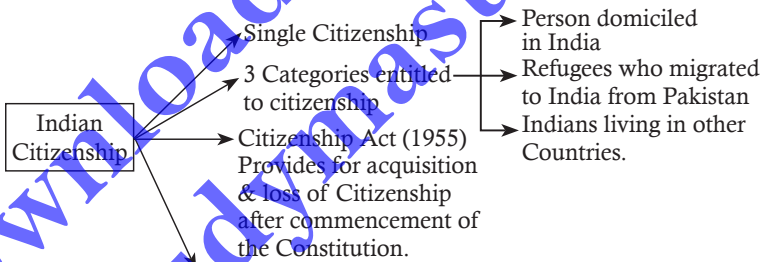 Indian
Citizenship
Single Citizenship
3 Categories entitled
to citizenship
Person domiciled
in India
Refugees who migrated
to India from Pakistan
Indians living in other
Countries.
Citizenship Act (1955)
Provides for acquisition
& loss of Citizenship
after commencement of
the Constitution.